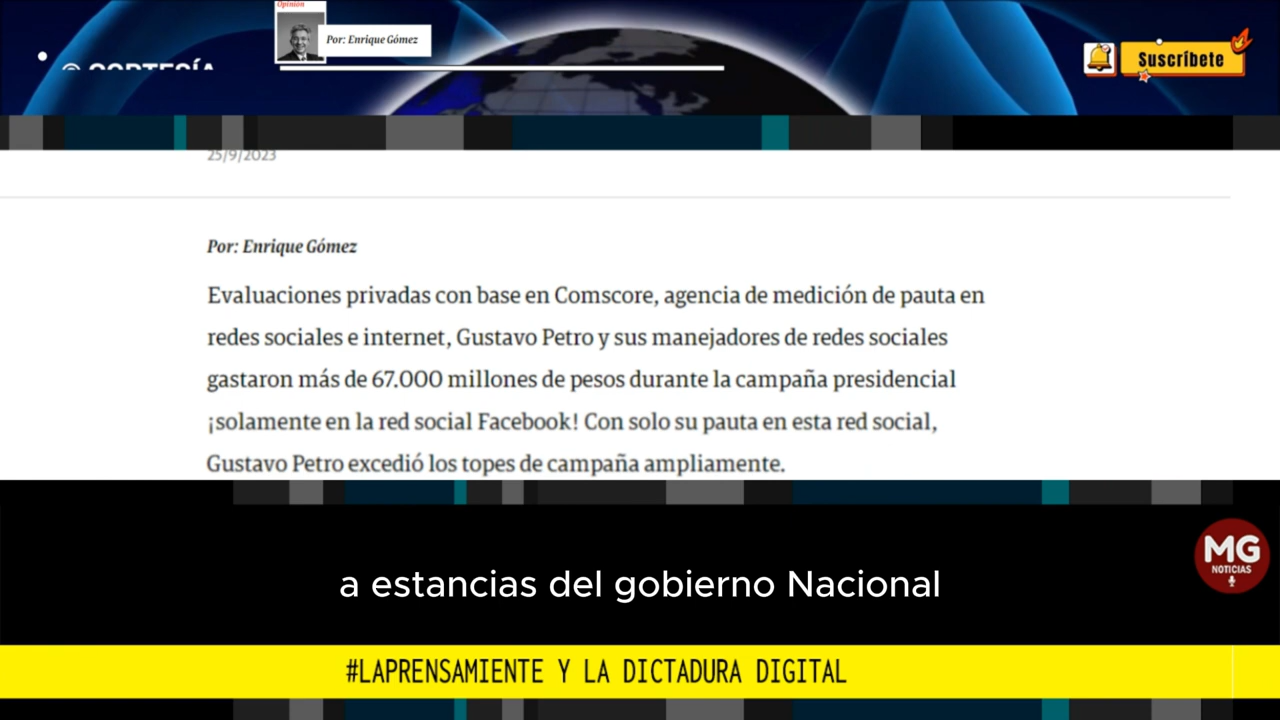 Opinión
Por: Enrique Gómez
@ CORTESÍA
Suscríbete
25/9/2023
Por: Enrique Gómez
Evaluaciones privadas con base en Comscore, agencia de medición de pauta en
redes sociales e internet, Gustavo Petro y sus manejadores de redes sociales
gastaron más de 67.000 millones de pesos durante la campaña presidencial
¡solamente en la red social Facebook! Con solo su pauta en esta red social,
Gustavo Petro excedió los topes de campaña ampliamente.
MG
NOTICIAS
a estancias del gobierno Nacional
#LAPRENSAMIENTE Y LA DICTADURA DIGITAL